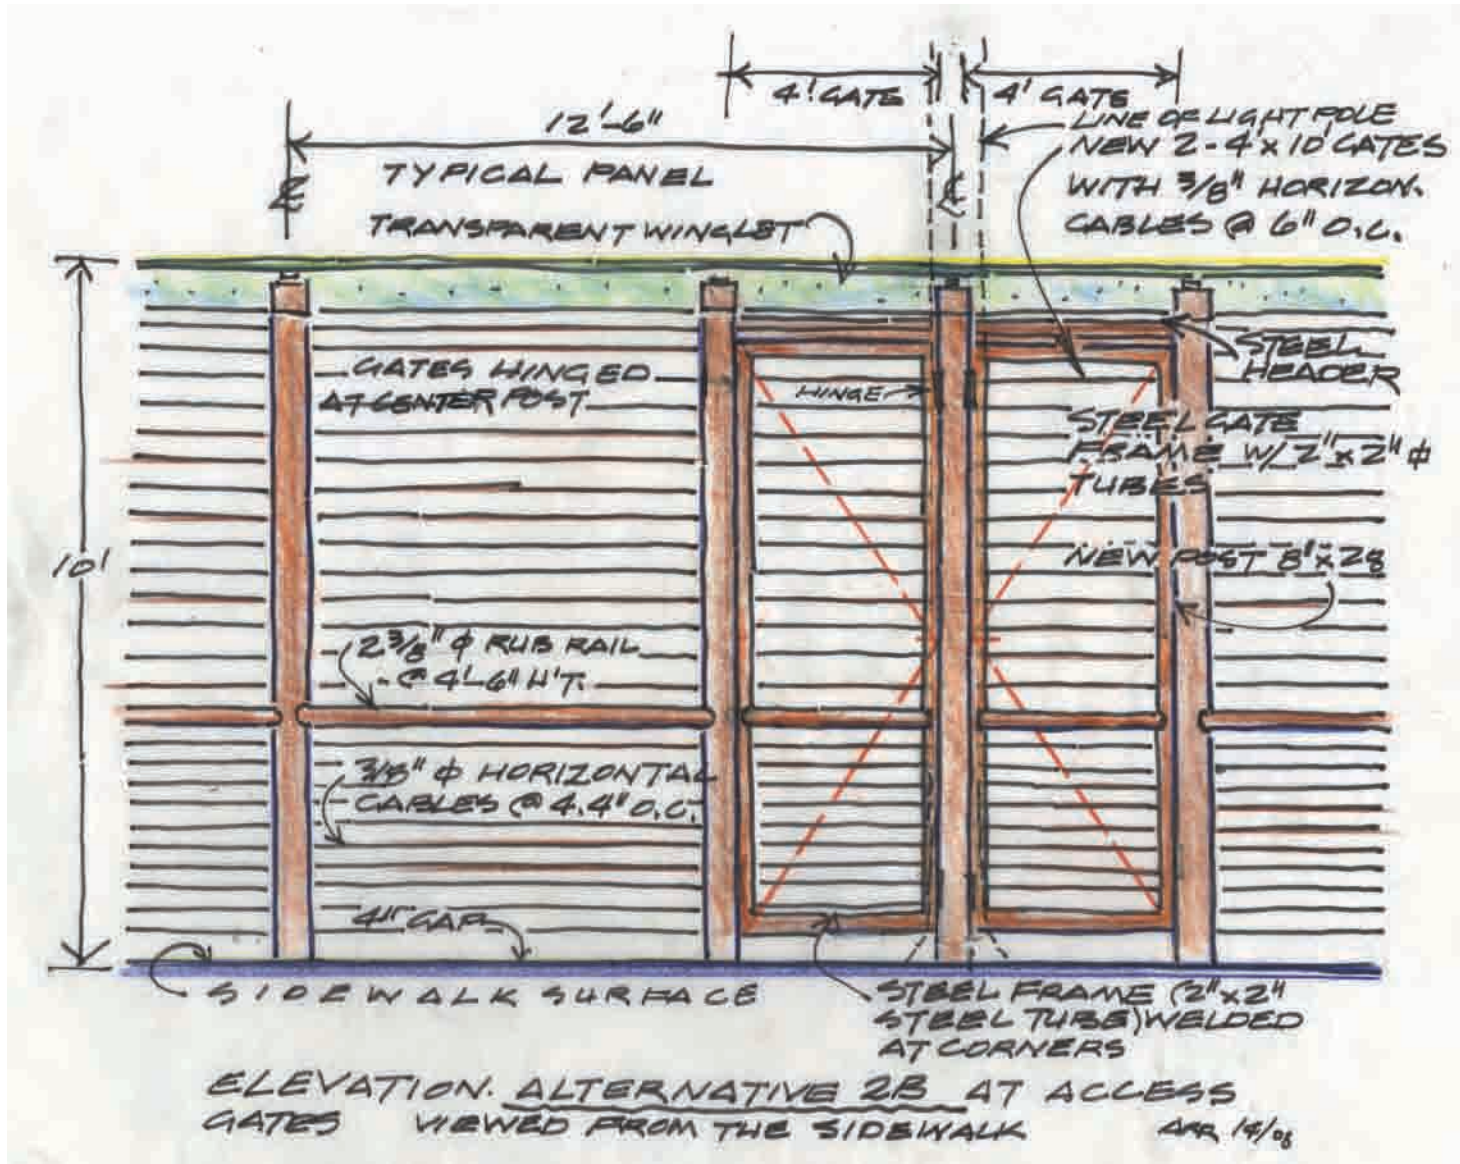 4' GATE
4' GATE
12'-6"
TYPICAL PANEL
LINE OF LIGHT POLE
NEW 2-4'x10' GATES
WITH 3/8" HORIZON.
CABLES @ 6" O.C.
℄
℄
TRANSPARENT WINGLET
GATES HINGED
AT CENTER POST
HINGE
STEEL
HEADER
STEEL GATE
FRAME W/ 2"x2" ϕ
TUBES
10'
NEW POST 8"x28
2 3/8" ϕ RUB RAIL
@ 4'-6" H'T.
3/8" ϕ HORIZONTAL
CABLES @ 4.4" O.C.
4" GAP
SIDEWALK SURFACE
STEEL FRAME (2"x2"
STEEL TUBE) WELDED
AT CORNERS
ELEVATION. ALTERNATIVE 2B AT ACCESS
GATES VIEWED FROM THE SIDEWALK
APR 14/08